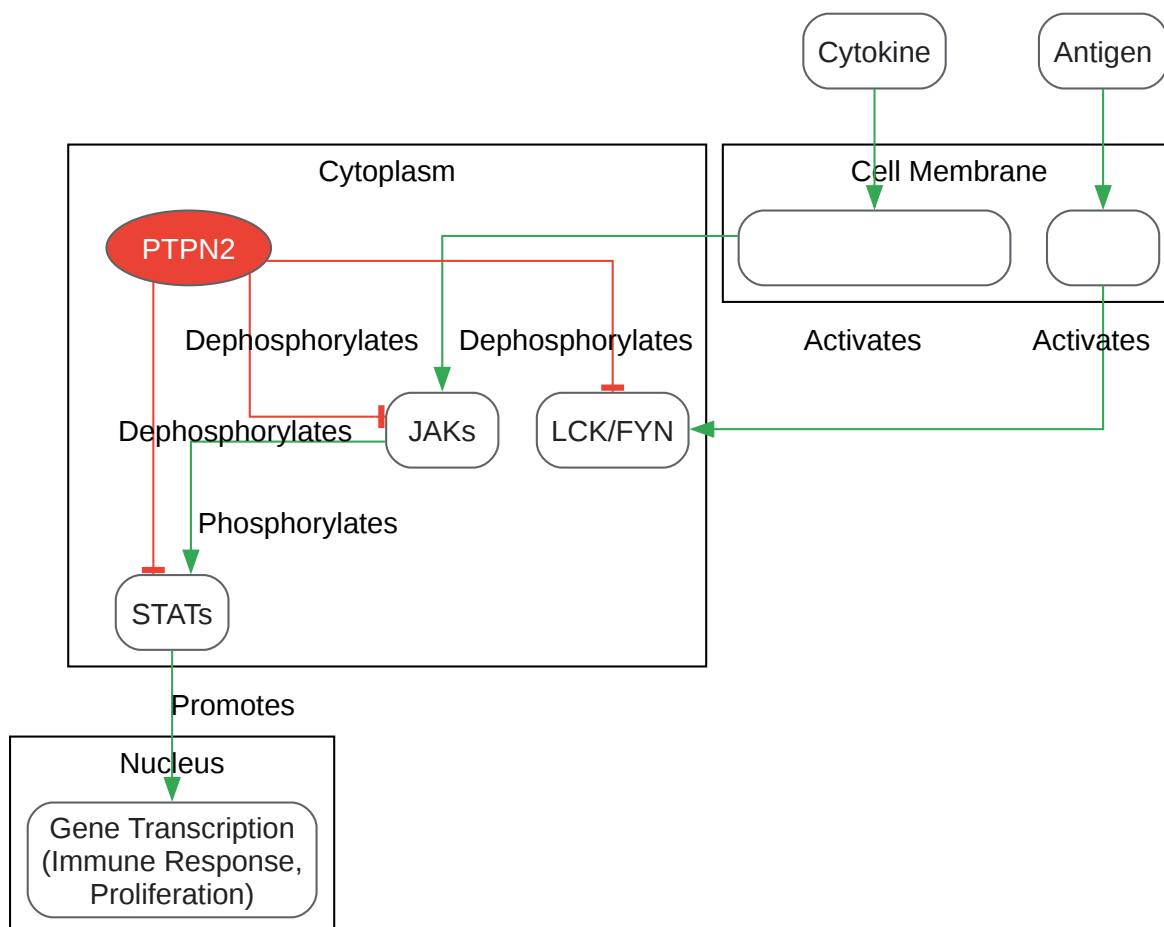 Cytokine
Antigen
Cytoplasm
Cell Membrane
PTPN2
Dephosphorylates
Dephosphorylates
Activates
Activates
JAKs
LCK/FYN
Dephosphorylates
Phosphorylates
STATs
Promotes
Nucleus
Gene Transcription
(Immune Response,
Proliferation)